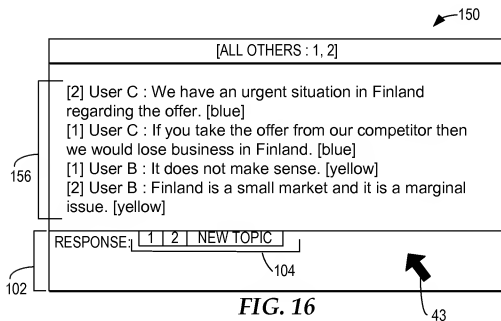 150
[ALL OTHERS : 1, 2]
[2] User C : We have an urgent situation in Finland
regarding the offer. [blue]
[1] User C : If you take the offer from our competitor then
we would lose business in Finland. [blue]
[1] User B : It does not make sense. [yellow]
[2] User B : Finland is a small market and it is a marginal
issue. [yellow]
156
RESPONSE: 1 2 NEW TOPIC
104
102
FIG. 16
43